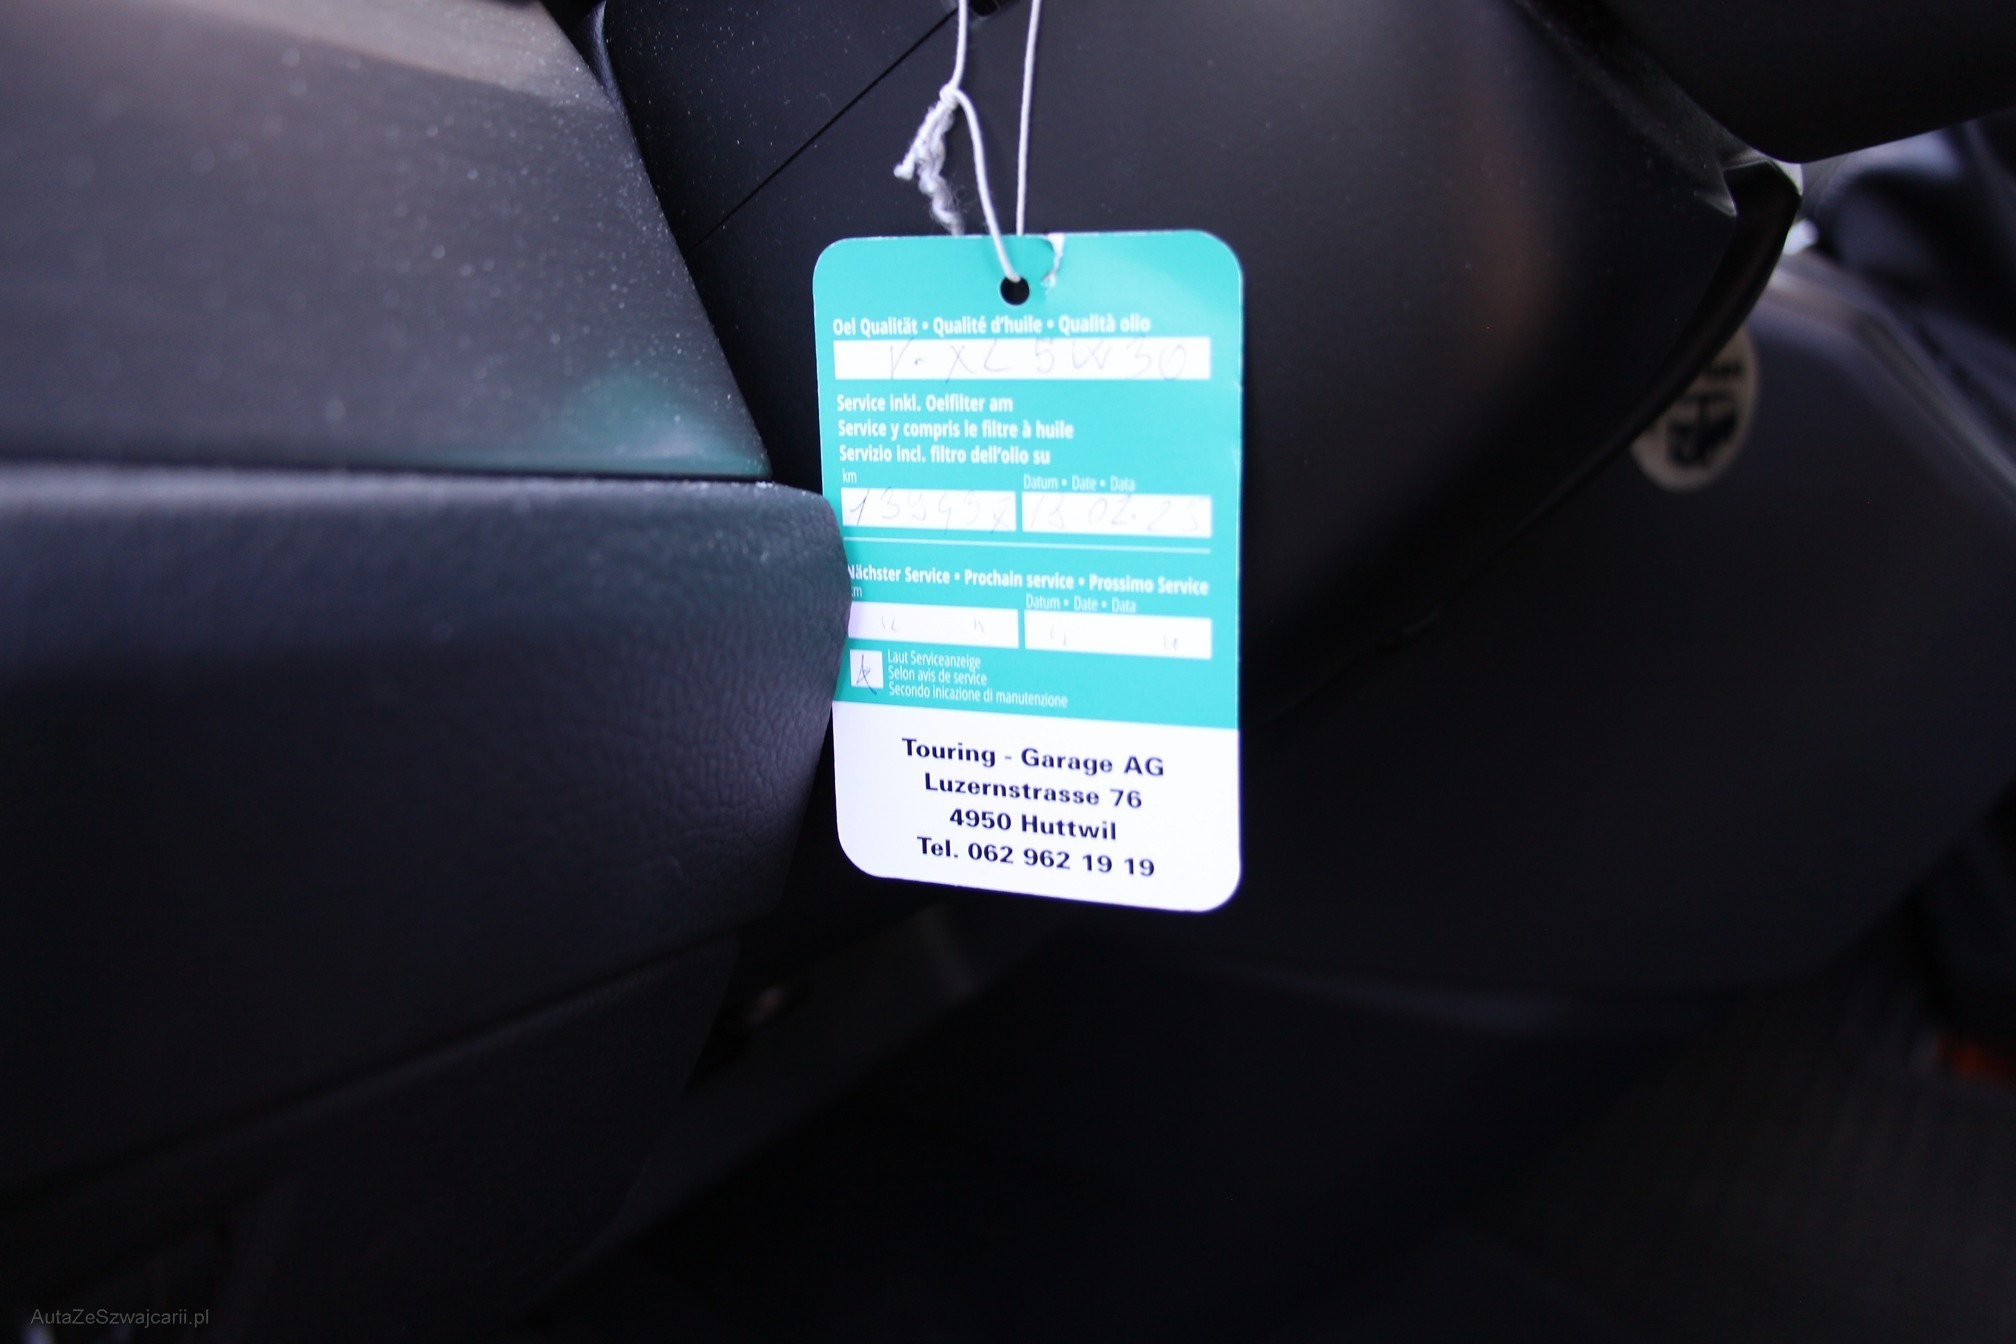 Oel Qualität • Qualité d'huile • Qualità olio
V-XL 5W30
Service inkl. Oelfilter am
Service y compris le filtre à huile
Servizio incl. filtro dell'olio su
km Datum • Date • Data
Nächster Service • Prochain service • Prossimo Service
km Datum • Date • Data
Laut Serviceanzeige
Selon avis de service
Secondo inicazione di manutenzione
Touring - Garage AG
Luzernstrasse 76
4950 Huttwil
Tel. 062 962 19 19
AutaZeSzwajcarii.pl